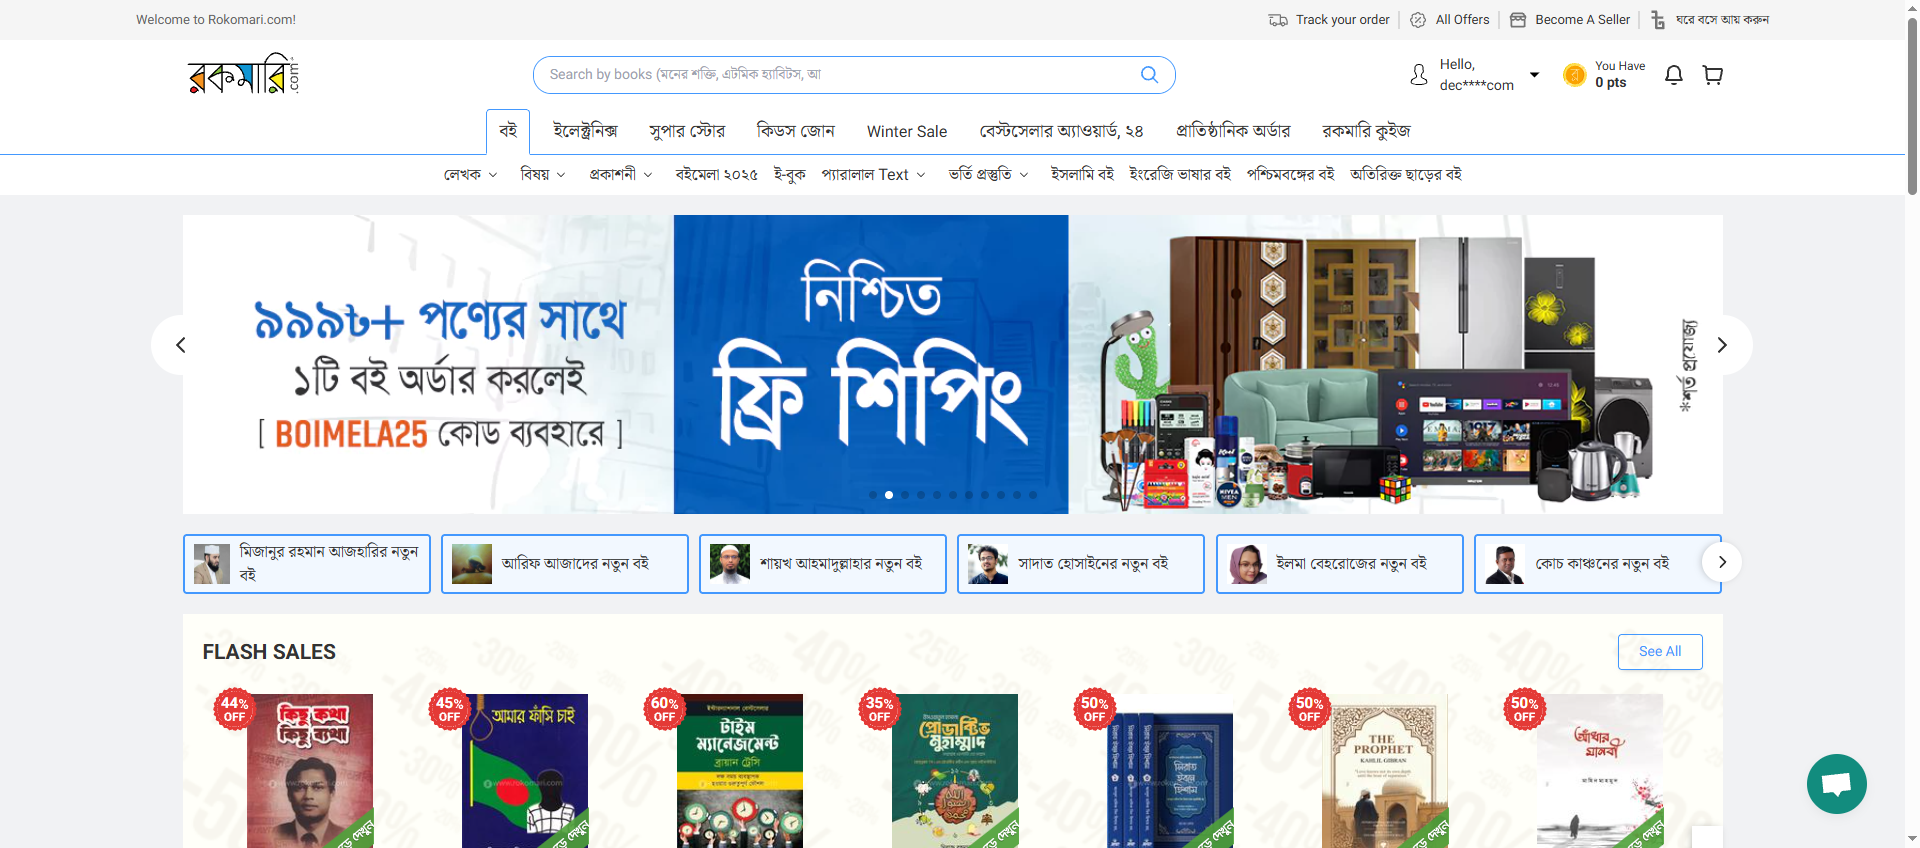 Welcome to Rokomari.com!
Track your order
All Offers
Become A Seller
ঘরে বসে আয় করুন
রকমারি.com
Search by books (মনের শক্তি, এটমিক হ্যাবিটস, আ
Hello,
dec****com
You Have
0 pts
বই
ইলেক্ট্রনিক্স
সুপার স্টোর
কিডস জোন
Winter Sale
বেস্টসেলার অ্যাওয়ার্ড, ২৪
প্রাতিষ্ঠানিক অর্ডার
রকমারি কুইজ
লেখক
বিষয়
প্রকাশনী
বইমেলা ২০২৫
ই-বুক
প্যারালাল Text
ভর্তি প্রস্তুতি
ইসলামি বই
ইংরেজি ভাষার বই
পশ্চিমবঙ্গের বই
অতিরিক্ত ছাড়ের বই
৯৯৯৳+ পণ্যের সাথে
১টি বই অর্ডার করলেই
[ BOIMELA25 কোড ব্যবহারে ]
নিশ্চিত
ফ্রি শিপিং
*শর্ত প্রযোজ্য
মিজানুর রহমান আজহারির নতুন
বই
আরিফ আজাদের নতুন বই
শায়খ আহমাদুল্লাহার নতুন বই
সাদাত হোসাইনের নতুন বই
ইলমা বেহরোজের নতুন বই
কোচ কাঞ্চনের নতুন বই
FLASH SALES
See All
44%
OFF
কিছু কথা
কিছু ব্যথা
45%
OFF
আমার ফাঁসি চাই
60%
OFF
টাইম
ম্যানেজমেন্ট
ব্রায়ান ট্রেসি
35%
OFF
প্রোডাক্টিভ
মুহাম্মাদ
50%
OFF
50%
OFF
THE
PROPHET
KAHLIL GIBRAN
50%
OFF
আঁধার
মানবী